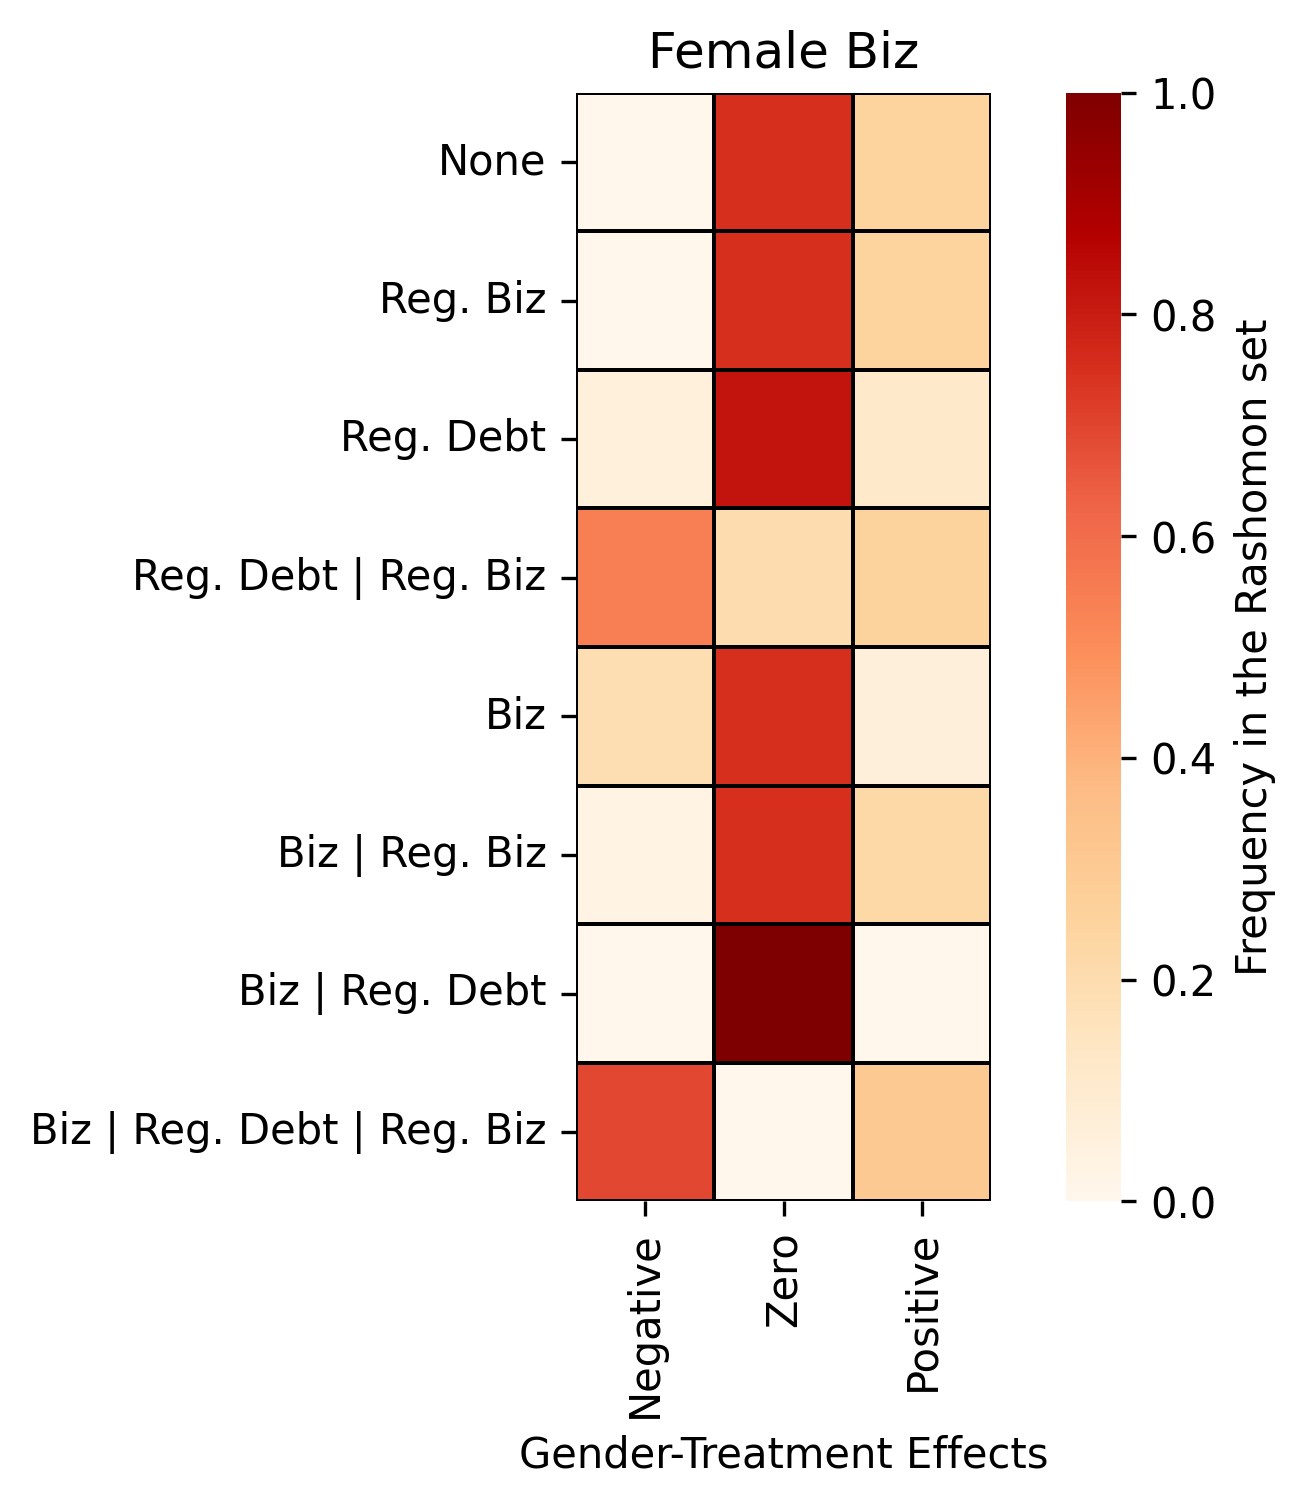 Female Biz
None
Reg. Biz
Reg. Debt
Reg. Debt | Reg. Biz
Biz
Biz | Reg. Biz
Biz | Reg. Debt
Biz | Reg. Debt | Reg. Biz
Negative
Zero
Positive
Gender-Treatment Effects
1.0
0.8
0.6
0.4
0.2
0.0
Frequency in the Rashomon set